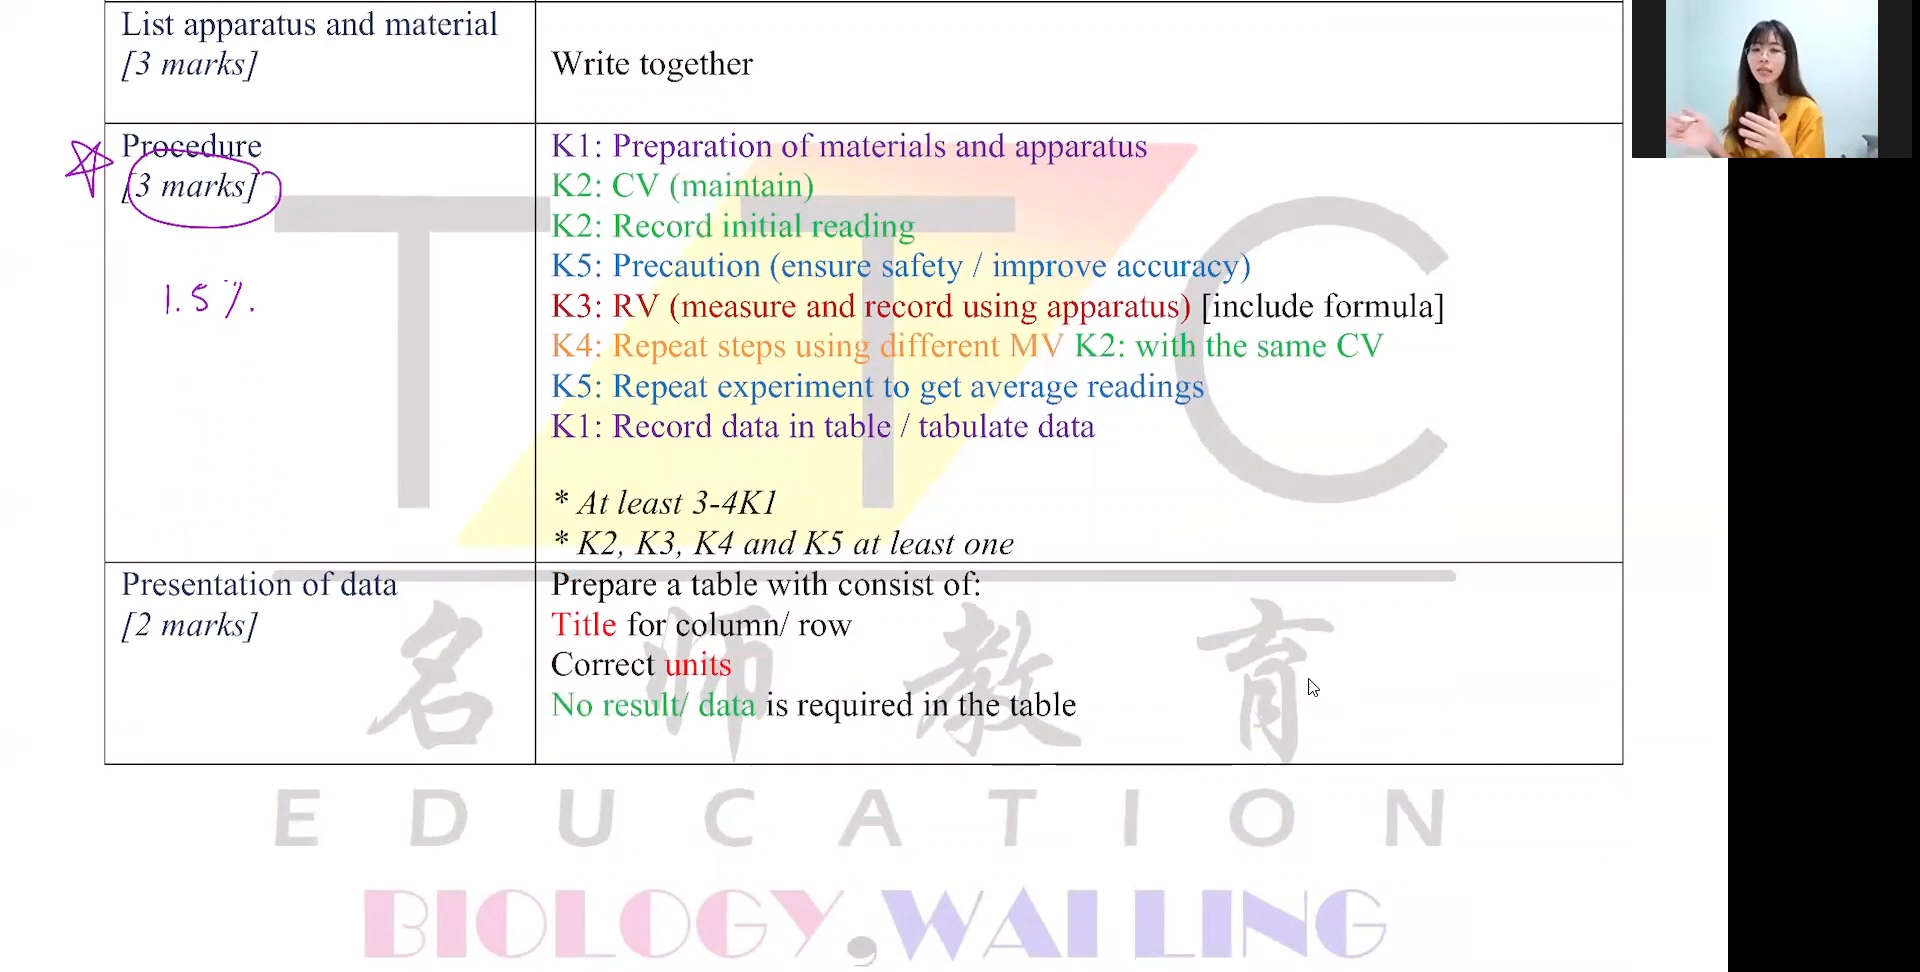 List apparatus and material
[3 marks]
Write together
Procedure
[3 marks]
1.5%.
K1: Preparation of materials and apparatus
K2: CV (maintain)
K2: Record initial reading
K5: Precaution (ensure safety / improve accuracy)
K3: RV (measure and record using apparatus) [include formula]
K4: Repeat steps using different MV K2: with the same CV
K5: Repeat experiment to get average readings
K1: Record data in table / tabulate data
* At least 3-4K1
* K2, K3, K4 and K5 at least one
Presentation of data
[2 marks]
Prepare a table with consist of:
Title for column/ row
Correct units
No result/ data is required in the table
TTC
名师教育
EDUCATION
BIOLOGY,WAI LING